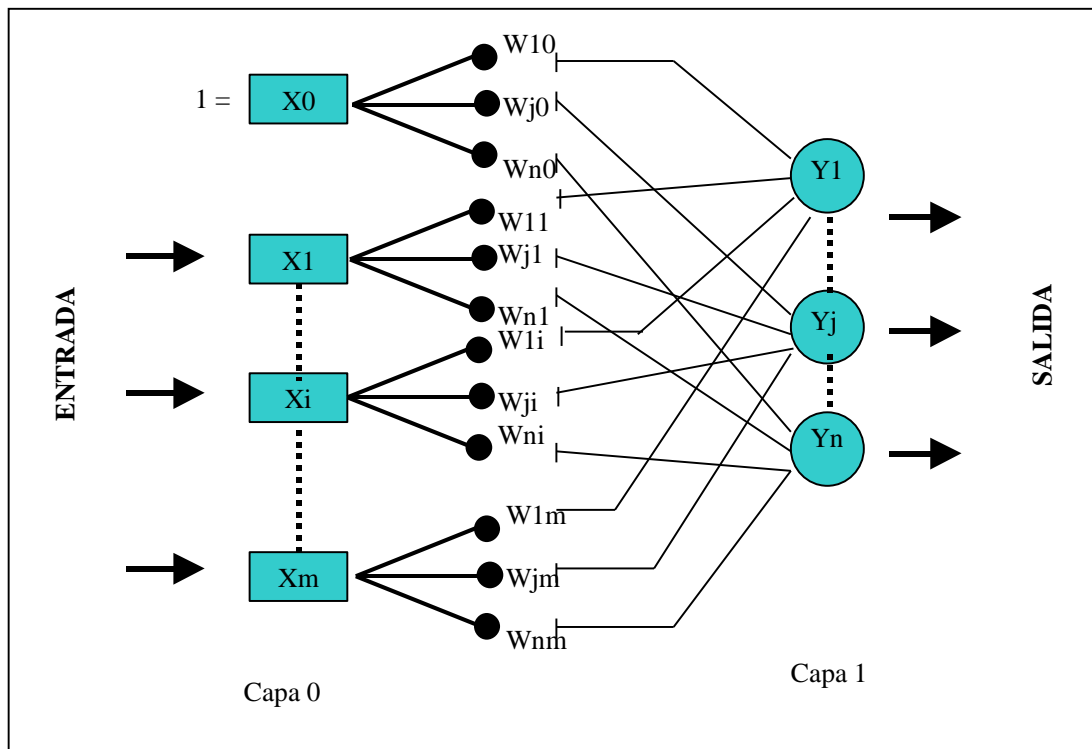 W10
1 = X0
Wj0
Wn0
Y1
W11
X1
Wj1
Wn1
W1i
Yj
ENTRADA
SALIDA
Xi
Wji
Wni
Yn
W1m
Xm
Wjm
Wnm
Capa 0
Capa 1